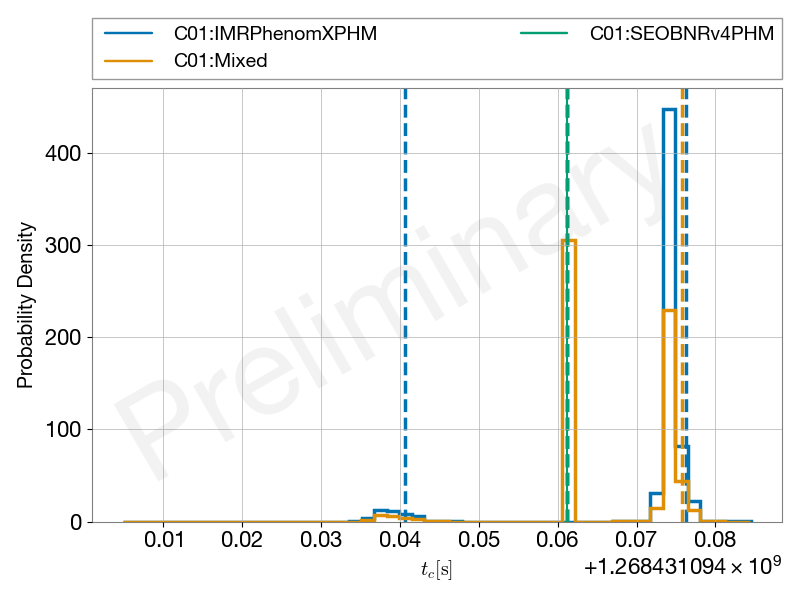 C01:IMRPhenomXPHM
C01:Mixed
C01:SEOBNRv4PHM
Preliminary
Probability Density
400
300
200
100
0
0.01 0.02 0.03 0.04 0.05 0.06 0.07 0.08
t_c[s]
+1.268431094 × 10⁹